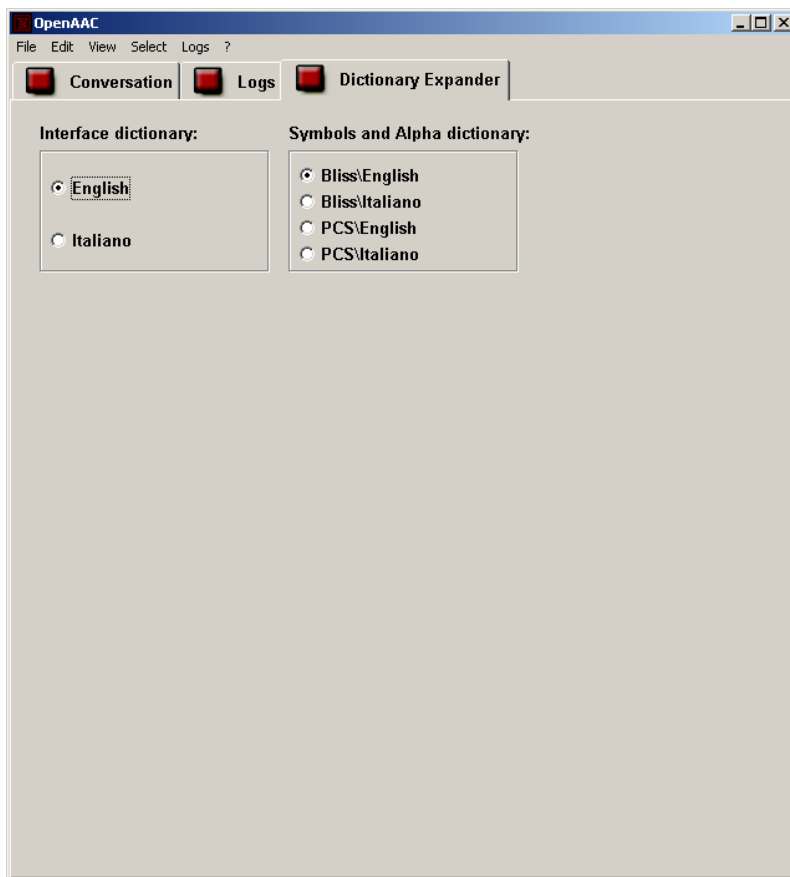 OpenAAC
File Edit View Select Logs ?
Conversation Logs Dictionary Expander
Interface dictionary: Symbols and Alpha dictionary:
English
Italiano
Bliss\English
Bliss\Italiano
PCS\English
PCS\Italiano